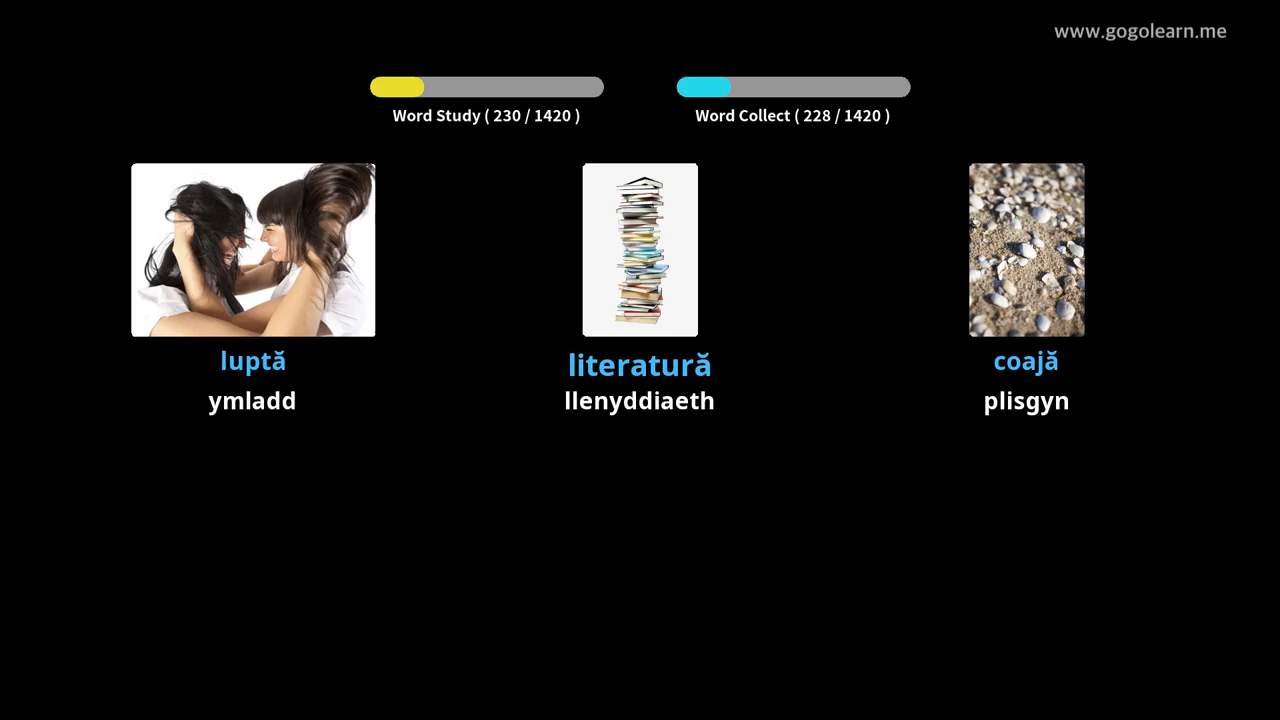 www.gogolearn.me
Word Study ( 230 / 1420 )
Word Collect ( 228 / 1420 )
luptă
ymladd
literatură
llenyddiaeth
coajă
plisgyn